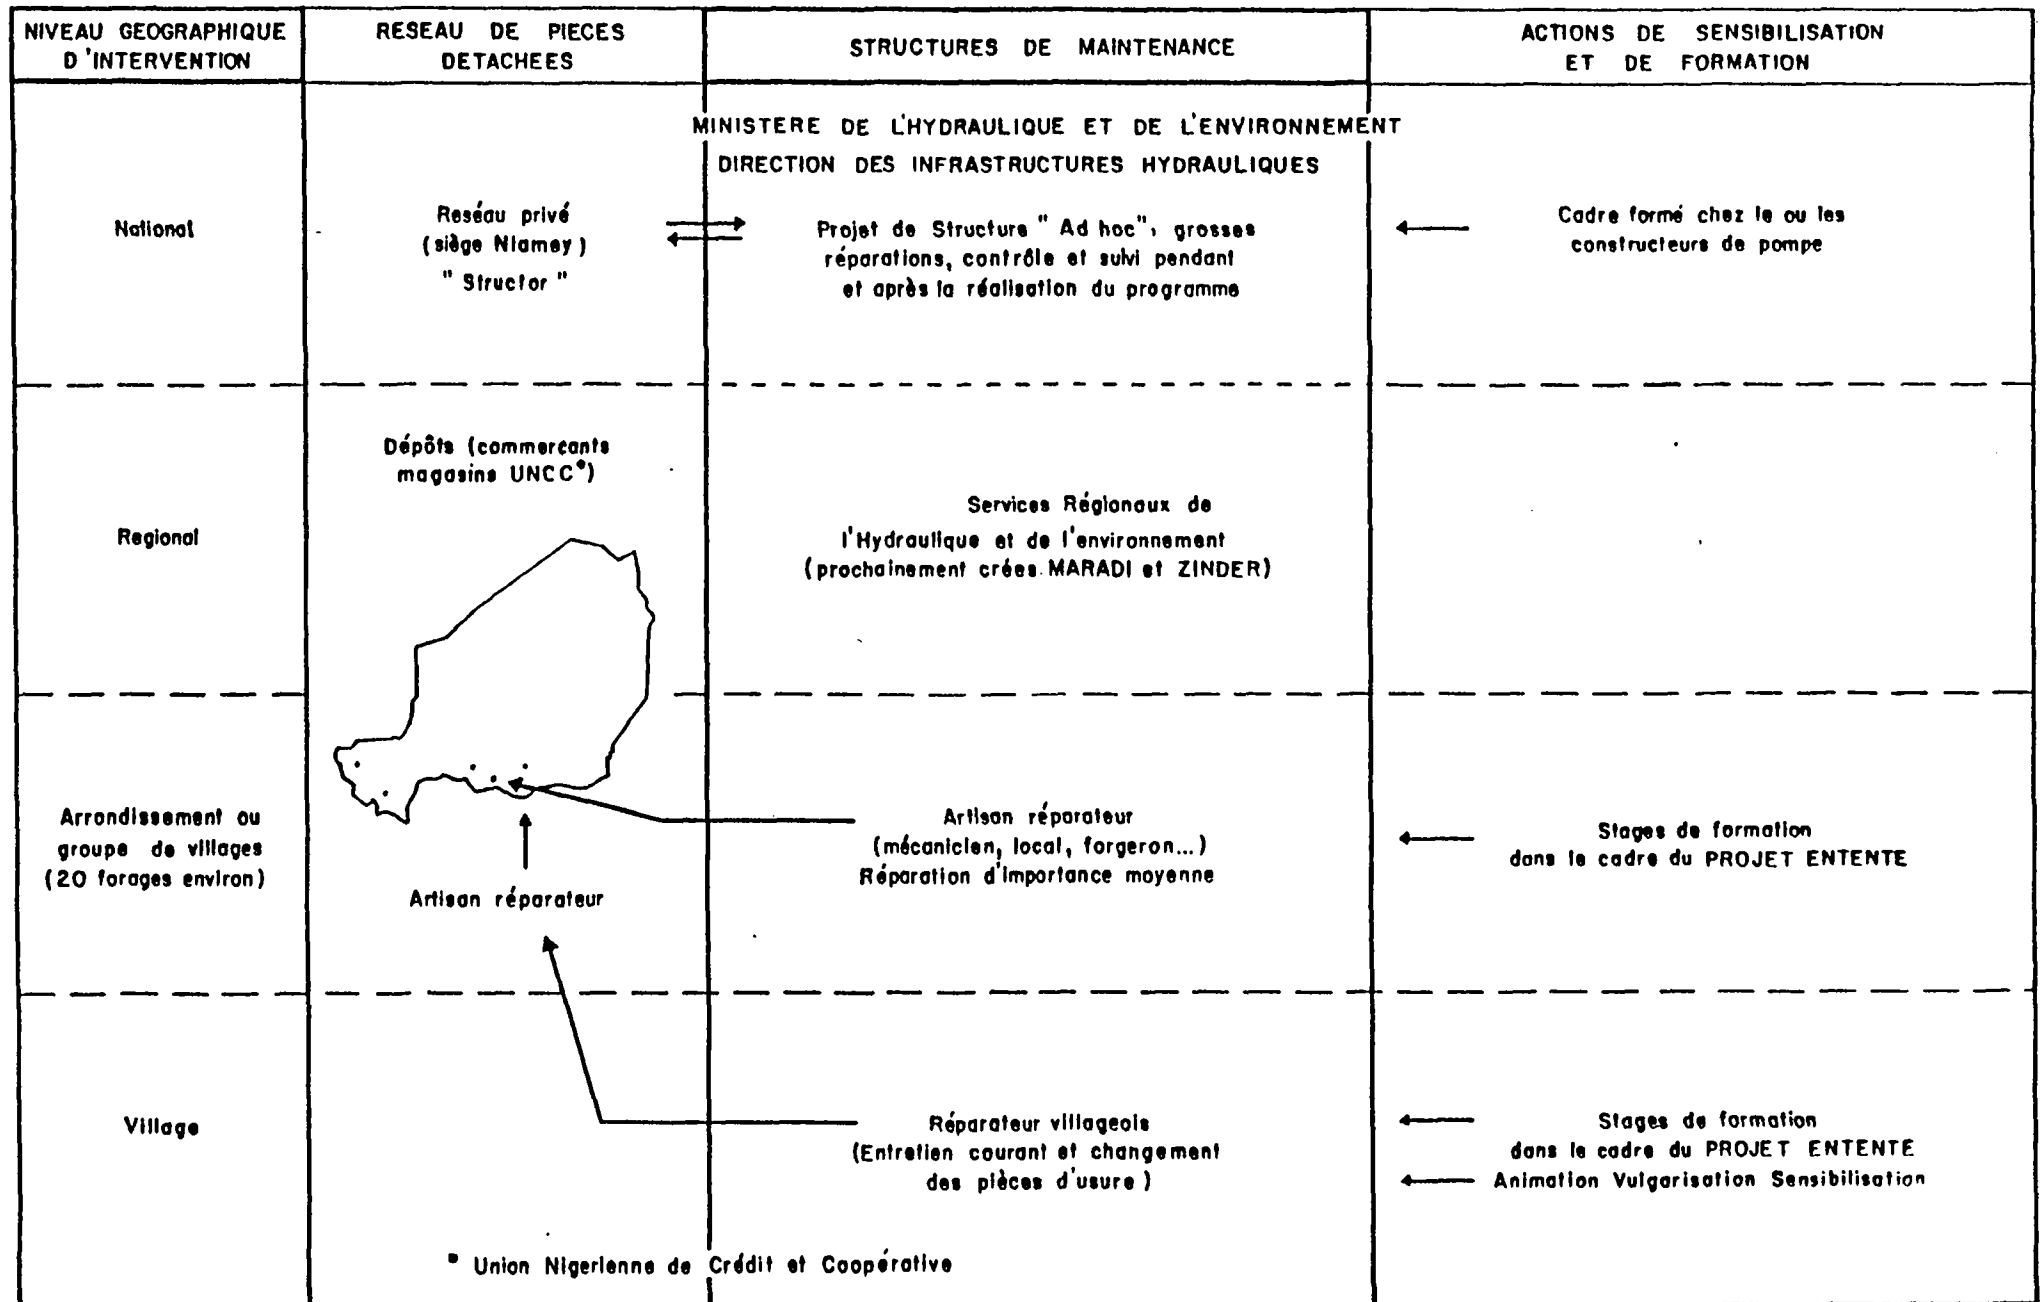 NIVEAU GEOGRAPHIQUE
D'INTERVENTION
RESEAU DE PIECES
DETACHEES
STRUCTURES DE MAINTENANCE
ACTIONS DE SENSIBILISATION
ET DE FORMATION
MINISTERE DE L'HYDRAULIQUE ET DE L'ENVIRONNEMENT
DIRECTION DES INFRASTRUCTURES HYDRAULIQUES
National
Reséau privé
(siège Niamey)
" Structor "
Projet de Structure " Ad hoc", grosses
réparations, contrôle et suivi pendant
et après la réalisation du programme
Cadre formé chez le ou les
constructeurs de pompe
Regional
Dépôts (commerçants
magasins UNCC*)
Services Régionaux de
l'Hydraulique et de l'environnement
(prochainement crées MARADI et ZINDER)
Arrondissement ou
groupe de villages
(20 forages environ)
Artisan réparateur
Artisan réparateur
(mécanicien, local, forgeron...)
Réparation d'importance moyenne
Stages de formation
dans le cadre du PROJET ENTENTE
Village
Réparateur villageois
(Entretien courant et changement
des pièces d'usure)
Stages de formation
dans le cadre du PROJET ENTENTE
Animation Vulgarisation Sensibilisation
* Union Nigerienne de Crédit et Coopérative